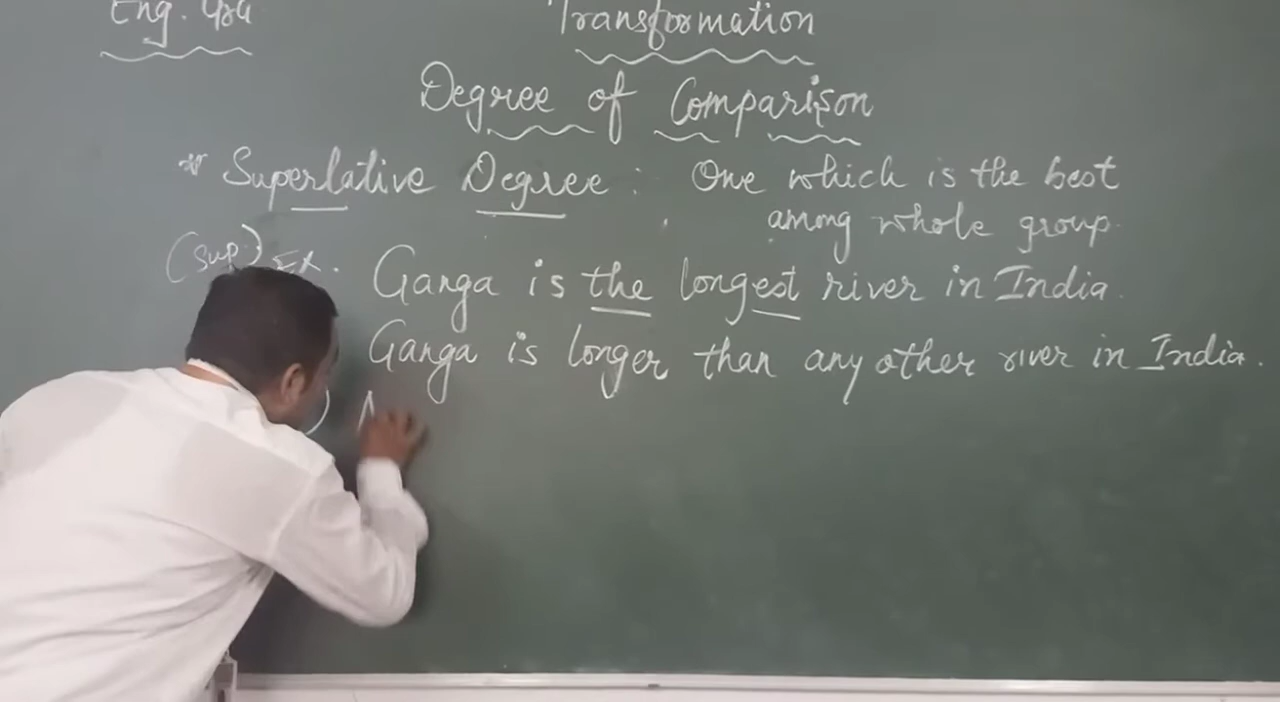 Eng. Gra
Transformation
Degree of Comparison
* Superlative Degree : One which is the best
among whole group.
(Sup) Ex. Ganga is the longest river in India.
Ganga is longer than any other river in India.
)